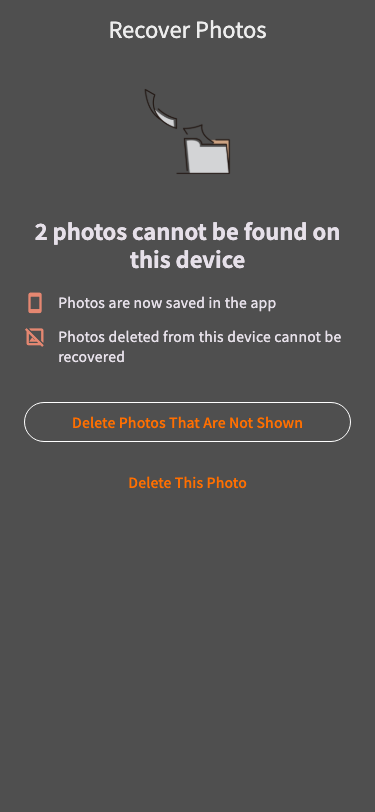 Recover Photos
2 photos cannot be found on
this device
Photos are now saved in the app
Photos deleted from this device cannot be
recovered
Delete Photos That Are Not Shown
Delete This Photo